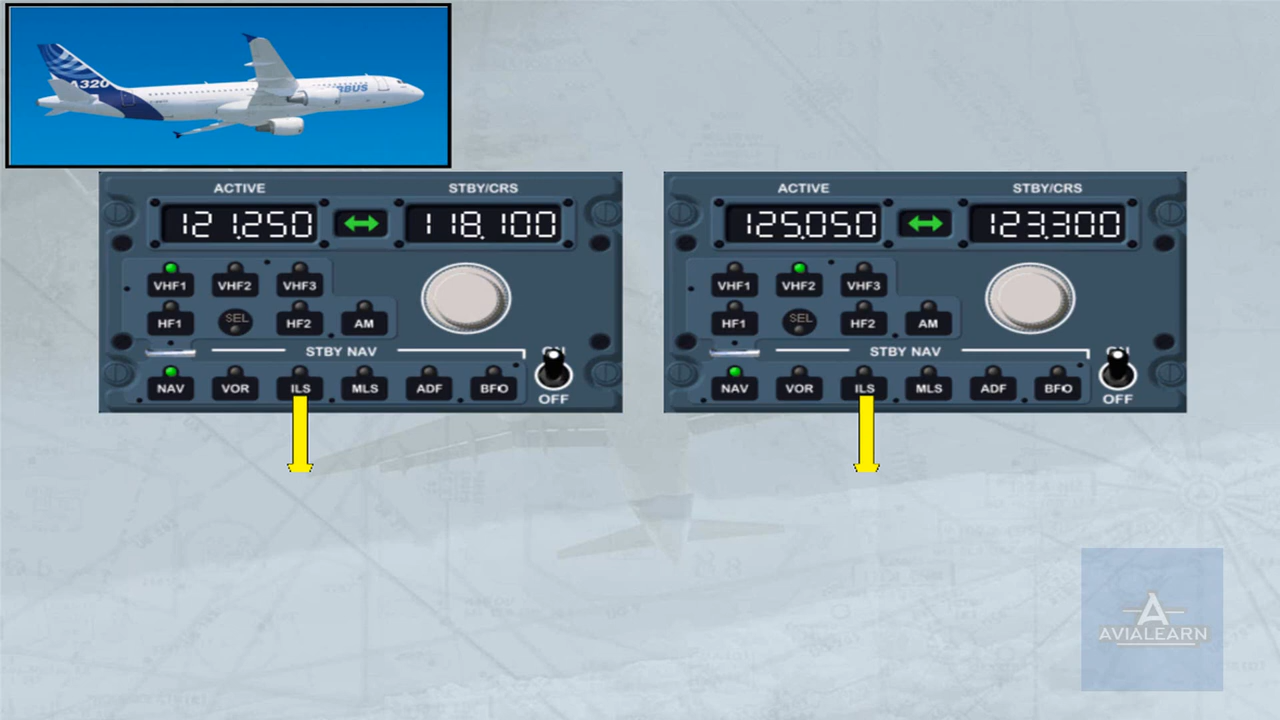 A320
ACTIVE STBY/CRS
121.250 118.100
VHF1 VHF2 VHF3
HF1 SEL HF2 AM
STBY NAV
NAV VOR ILS MLS ADF BFO
OFF
ACTIVE STBY/CRS
125.050 123.300
VHF1 VHF2 VHF3
HF1 SEL HF2 AM
STBY NAV
NAV VOR ILS MLS ADF BFO
OFF
AVIALEARN